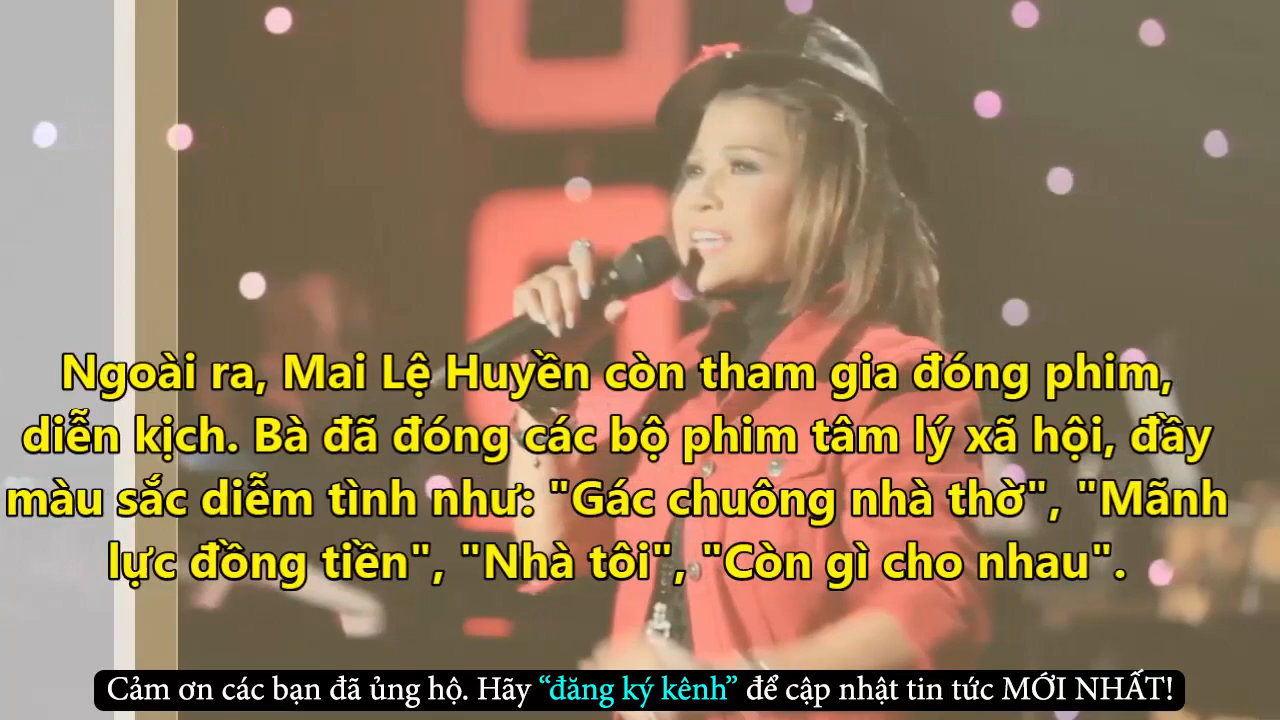 Ngoài ra, Mai Lệ Huyền còn tham gia đóng phim,
diễn kịch. Bà đã đóng các bộ phim tâm lý xã hội, đầy
màu sắc diễm tình như: "Gác chuông nhà thờ", "Mãnh
lực đồng tiền", "Nhà tôi", "Còn gì cho nhau".
Cảm ơn các bạn đã ủng hộ. Hãy “đăng ký kênh” để cập nhật tin tức MỚI NHẤT!